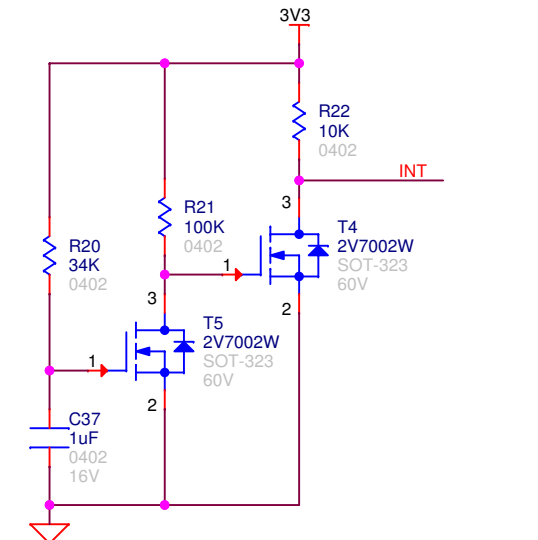 3V3
R22
10K
0402
INT
3
R21
100K
0402
T4
2V7002W
SOT-323
60V
1
2
R20
34K
0402
3
T5
2V7002W
SOT-323
60V
1
2
C37
1uF
0402
16V